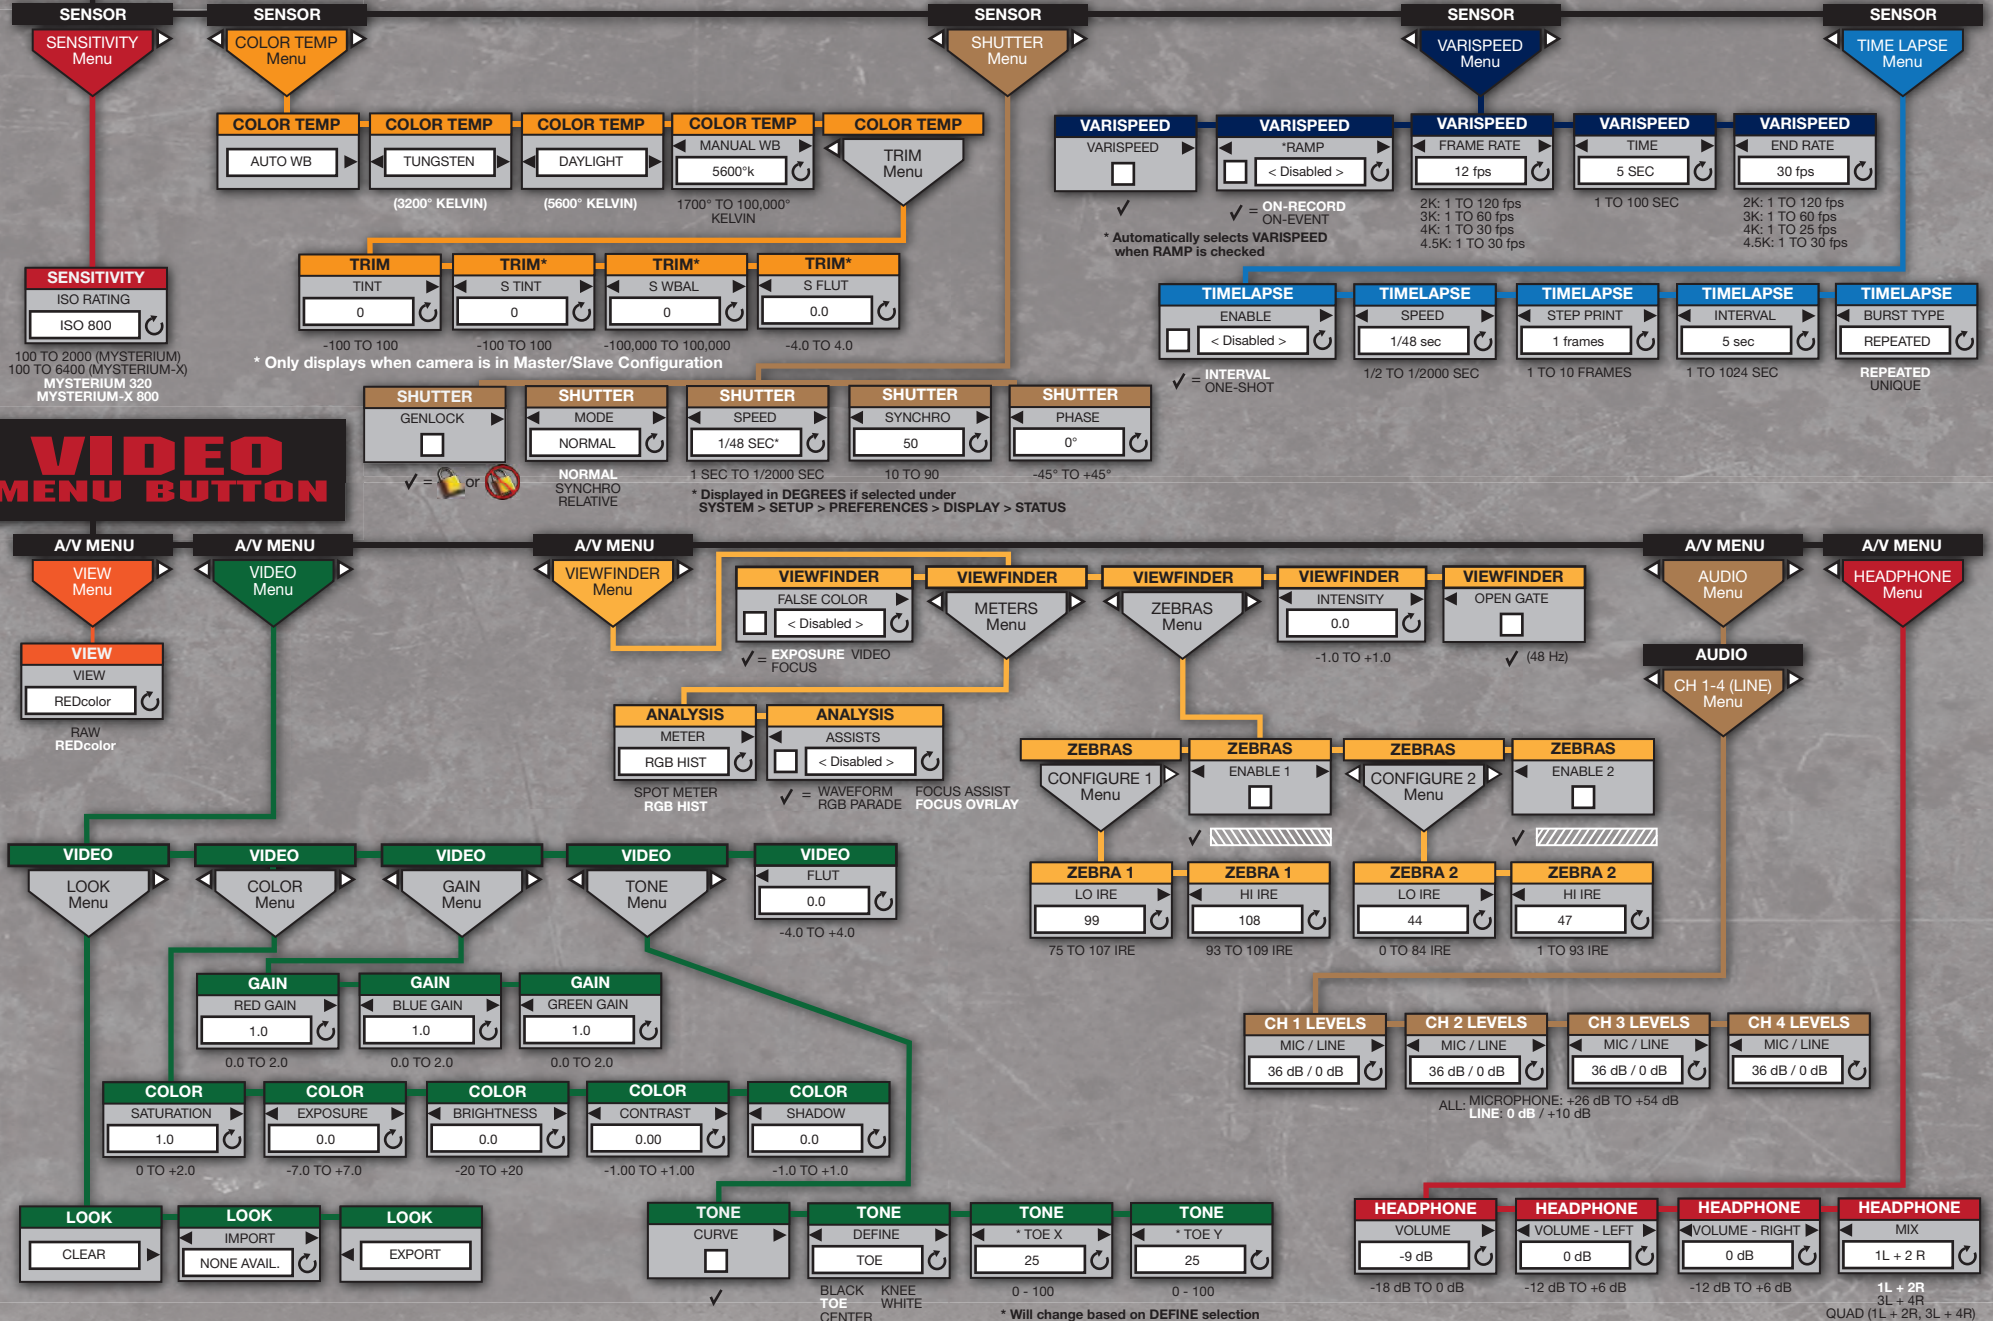 SENSOR
SENSITIVITY
Menu
SENSOR
COLOR TEMP
Menu
SENSOR
SHUTTER
Menu
SENSOR
VARISPEED
Menu
SENSOR
TIME LAPSE
Menu
COLOR TEMP
AUTO WB
COLOR TEMP
TUNGSTEN
(3200° KELVIN)
COLOR TEMP
DAYLIGHT
(5600° KELVIN)
COLOR TEMP
MANUAL WB
5600°k
1700° TO 100,000°
KELVIN
COLOR TEMP
TRIM
Menu
VARISPEED
VARISPEED
✓
VARISPEED
*RAMP
< Disabled >
✓ = ON-RECORD
ON-EVENT
* Automatically selects VARISPEED
when RAMP is checked
VARISPEED
FRAME RATE
12 fps
2K: 1 TO 120 fps
3K: 1 TO 60 fps
4K: 1 TO 30 fps
4.5K: 1 TO 30 fps
VARISPEED
TIME
5 SEC
1 TO 100 SEC
VARISPEED
END RATE
30 fps
2K: 1 TO 120 fps
3K: 1 TO 60 fps
4K: 1 TO 25 fps
4.5K: 1 TO 30 fps
SENSITIVITY
ISO RATING
ISO 800
100 TO 2000 (MYSTERIUM)
100 TO 6400 (MYSTERIUM-X)
MYSTERIUM 320
MYSTERIUM-X 800
TRIM
TINT
0
-100 TO 100
TRIM*
S TINT
0
-100 TO 100
TRIM*
S WBAL
0
-100,000 TO 100,000
TRIM*
S FLUT
0.0
-4.0 TO 4.0
* Only displays when camera is in Master/Slave Configuration
TIMELAPSE
ENABLE
< Disabled >
✓ = INTERVAL
ONE-SHOT
TIMELAPSE
SPEED
1/48 sec
1/2 TO 1/2000 SEC
TIMELAPSE
STEP PRINT
1 frames
1 TO 10 FRAMES
TIMELAPSE
INTERVAL
5 sec
1 TO 1024 SEC
TIMELAPSE
BURST TYPE
REPEATED
REPEATED
UNIQUE
SHUTTER
GENLOCK
✓ = or
SHUTTER
MODE
NORMAL
NORMAL
SYNCHRO
RELATIVE
SHUTTER
SPEED
1/48 SEC*
1 SEC TO 1/2000 SEC
SHUTTER
SYNCHRO
50
10 TO 90
SHUTTER
PHASE
0°
-45° TO +45°
* Displayed in DEGREES if selected under
SYSTEM > SETUP > PREFERENCES > DISPLAY > STATUS
VIDEO
MENU BUTTON
A/V MENU
VIEW
Menu
A/V MENU
VIDEO
Menu
A/V MENU
VIEWFINDER
Menu
A/V MENU
AUDIO
Menu
A/V MENU
HEADPHONE
Menu
VIEWFINDER
FALSE COLOR
< Disabled >
✓ = EXPOSURE VIDEO
FOCUS
VIEWFINDER
METERS
Menu
VIEWFINDER
ZEBRAS
Menu
VIEWFINDER
INTENSITY
0.0
-1.0 TO +1.0
VIEWFINDER
OPEN GATE
✓ (48 Hz)
VIEW
VIEW
REDcolor
RAW
REDcolor
AUDIO
CH 1-4 (LINE)
Menu
ANALYSIS
METER
RGB HIST
SPOT METER
RGB HIST
ANALYSIS
ASSISTS
< Disabled >
✓ = WAVEFORM FOCUS ASSIST
RGB PARADE FOCUS OVRLAY
ZEBRAS
CONFIGURE 1
Menu
ZEBRAS
ENABLE 1
✓
ZEBRAS
CONFIGURE 2
Menu
ZEBRAS
ENABLE 2
✓
VIDEO
LOOK
Menu
VIDEO
COLOR
Menu
VIDEO
GAIN
Menu
VIDEO
TONE
Menu
VIDEO
FLUT
0.0
-4.0 TO +4.0
ZEBRA 1
LO IRE
99
75 TO 107 IRE
ZEBRA 1
HI IRE
108
93 TO 109 IRE
ZEBRA 2
LO IRE
44
0 TO 84 IRE
ZEBRA 2
HI IRE
47
1 TO 93 IRE
GAIN
RED GAIN
1.0
0.0 TO 2.0
GAIN
BLUE GAIN
1.0
0.0 TO 2.0
GAIN
GREEN GAIN
1.0
0.0 TO 2.0
CH 1 LEVELS
MIC / LINE
36 dB / 0 dB
CH 2 LEVELS
MIC / LINE
36 dB / 0 dB
CH 3 LEVELS
MIC / LINE
36 dB / 0 dB
CH 4 LEVELS
MIC / LINE
36 dB / 0 dB
ALL: MICROPHONE: +26 dB TO +54 dB
LINE: 0 dB / +10 dB
COLOR
SATURATION
1.0
0 TO +2.0
COLOR
EXPOSURE
0.0
-7.0 TO +7.0
COLOR
BRIGHTNESS
0.0
-20 TO +20
COLOR
CONTRAST
0.00
-1.00 TO +1.00
COLOR
SHADOW
0.0
-1.0 TO +1.0
LOOK
CLEAR
LOOK
IMPORT
NONE AVAIL.
LOOK
EXPORT
TONE
CURVE
✓
TONE
DEFINE
TOE
BLACK KNEE
TOE WHITE
CENTER
TONE
* TOE X
25
0 - 100
TONE
* TOE Y
25
0 - 100
* Will change based on DEFINE selection
HEADPHONE
VOLUME
-9 dB
-18 dB TO 0 dB
HEADPHONE
VOLUME - LEFT
0 dB
-12 dB TO +6 dB
HEADPHONE
VOLUME - RIGHT
0 dB
-12 dB TO +6 dB
HEADPHONE
MIX
1L + 2 R
1L + 2R
3L + 4R
QUAD (1L + 2R, 3L + 4R)